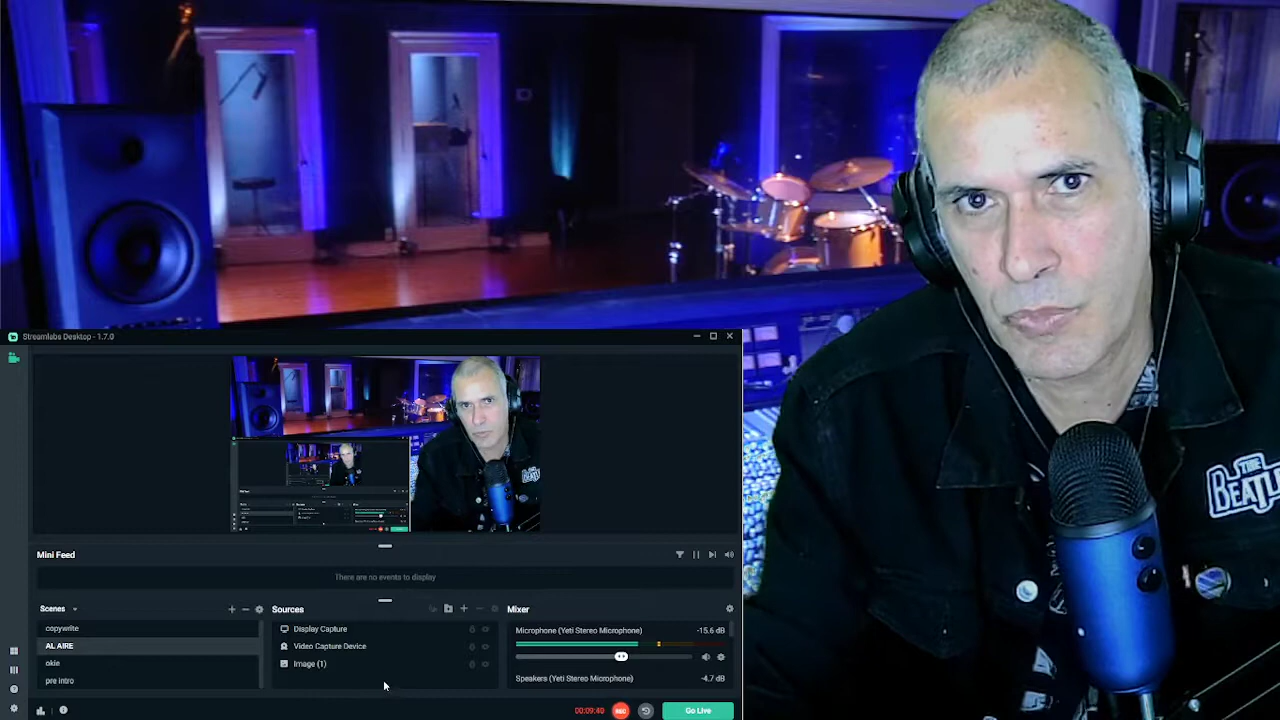 Streamlabs Desktop - 1.7.0
Mini Feed
There are no events to display
Scenes
copywrite
AL AIRE
okie
pre intro
Sources
Display Capture
Video Capture Device
Image (1)
Mixer
Microphone (Yeti Stereo Microphone)
-15.6 dB
Speakers (Yeti Stereo Microphone)
-4.7 dB
00:09:40
REC
Go Live
THE
BEATL